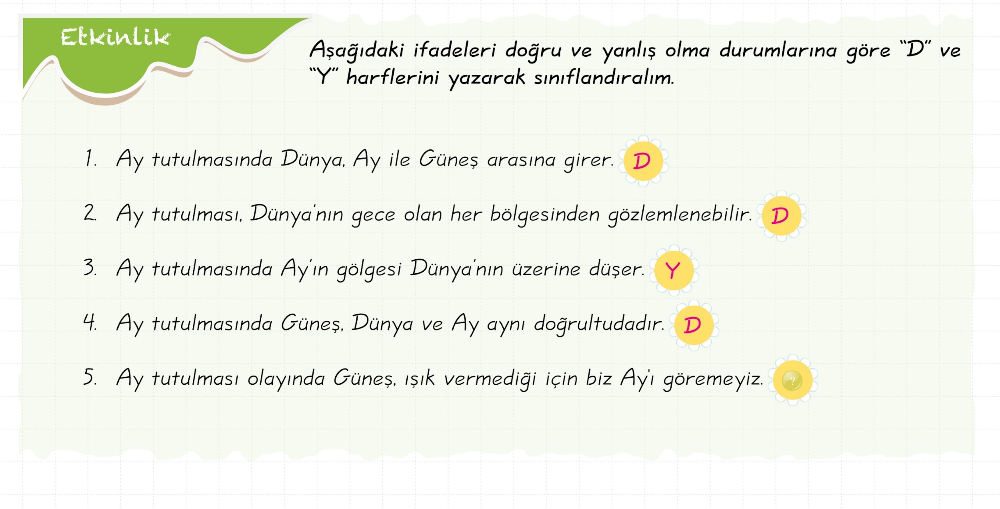 Etkinlik
Aşağıdaki ifadeleri doğru ve yanlış olma durumlarına göre "D" ve
"Y" harflerini yazarak sınıflandıralım.
1. Ay tutulmasında Dünya, Ay ile Güneş arasına girer. D
2. Ay tutulması, Dünya'nın gece olan her bölgesinden gözlemlenebilir. D
3. Ay tutulmasında Ay'ın gölgesi Dünya'nın üzerine düşer. Y
4. Ay tutulmasında Güneş, Dünya ve Ay aynı doğrultudadır. D
5. Ay tutulması olayında Güneş, ışık vermediği için biz Ay'ı göremeyiz. ?